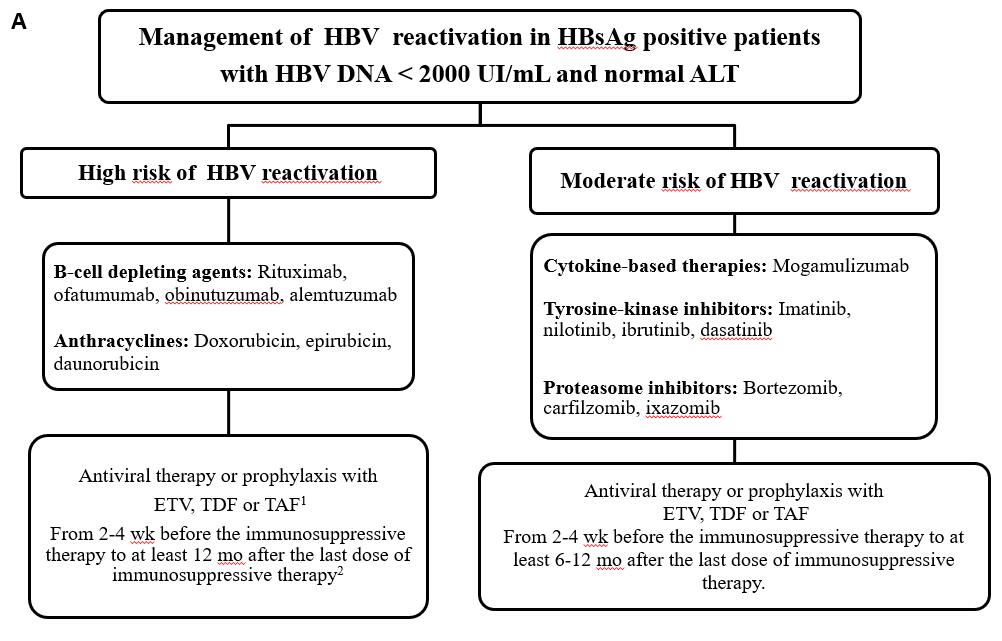 A
Management of HBV reactivation in HBsAg positive patients
with HBV DNA < 2000 UI/mL and normal ALT
High risk of HBV reactivation
B-cell depleting agents: Rituximab,
ofatumumab, obinutuzumab, alemtuzumab
Anthracyclines: Doxorubicin, epirubicin,
daunorubicin
Antiviral therapy or prophylaxis with
ETV, TDF or TAF¹
From 2-4 wk before the immunosuppressive
therapy to at least 12 mo after the last dose of
immunosuppressive therapy²
Moderate risk of HBV reactivation
Cytokine-based therapies: Mogamulizumab
Tyrosine-kinase inhibitors: Imatinib,
nilotinib, ibrutinib, dasatinib
Proteasome inhibitors: Bortezomib,
carfilzomib, ixazomib
Antiviral therapy or prophylaxis with
ETV, TDF or TAF
From 2-4 wk before the immunosuppressive therapy to at
least 6-12 mo after the last dose of immunosuppressive
therapy.